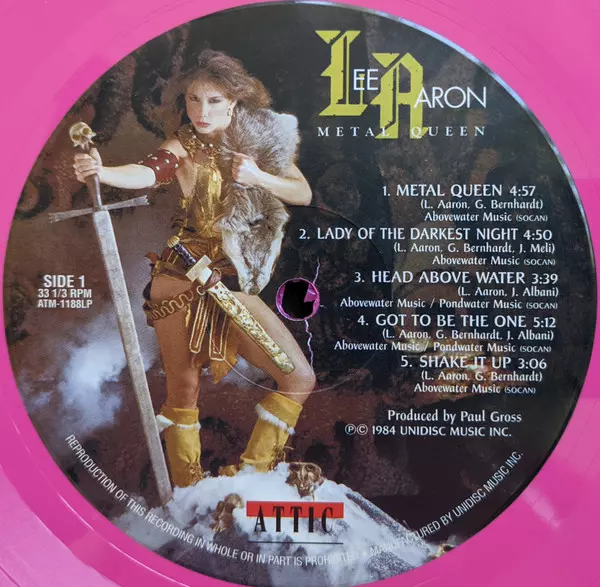 LEE AARON
METAL QUEEN
1. METAL QUEEN 4:57
(L. Aaron, G. Bernhardt)
Abovewater Music (SOCAN)
2. LADY OF THE DARKEST NIGHT 4:50
(L. Aaron, G. Bernhardt, J. Meli)
Abovewater Music (SOCAN)
3. HEAD ABOVE WATER 3:39
(L. Aaron, J. Albani)
Abovewater Music / Pondwater Music (SOCAN)
4. GOT TO BE THE ONE 5:12
(L. Aaron, G. Bernhardt, J. Albani)
Abovewater Music / Pondwater Music (SOCAN)
5. SHAKE IT UP 3:06
(L. Aaron, G. Bernhardt)
Abovewater Music (SOCAN)
SIDE 1
33 1/3 RPM
ATM-1188LP
Produced by Paul Gross
℗© 1984 UNIDISC MUSIC INC.
ATTIC
REPRODUCTION OF THIS RECORDING IN WHOLE OR IN PART IS PROHIBITED • MANUFACTURED BY UNIDISC MUSIC INC.